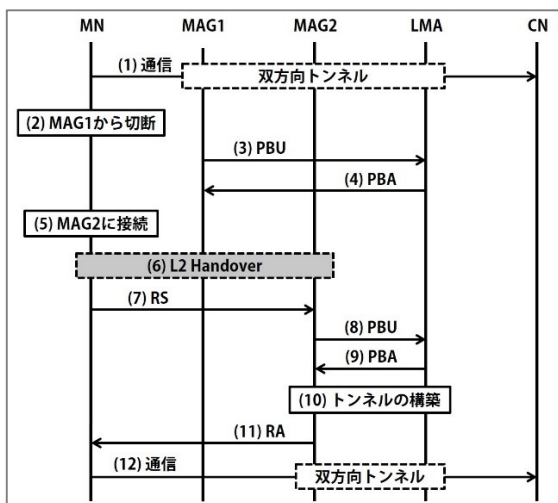 MN MAG1 MAG2 LMA CN
(1) 通信
双方向トンネル
(2) MAG1から切断
(3) PBU
(4) PBA
(5) MAG2に接続
(6) L2 Handover
(7) RS
(8) PBU
(9) PBA
(10) トンネルの構築
(11) RA
(12) 通信
双方向トンネル